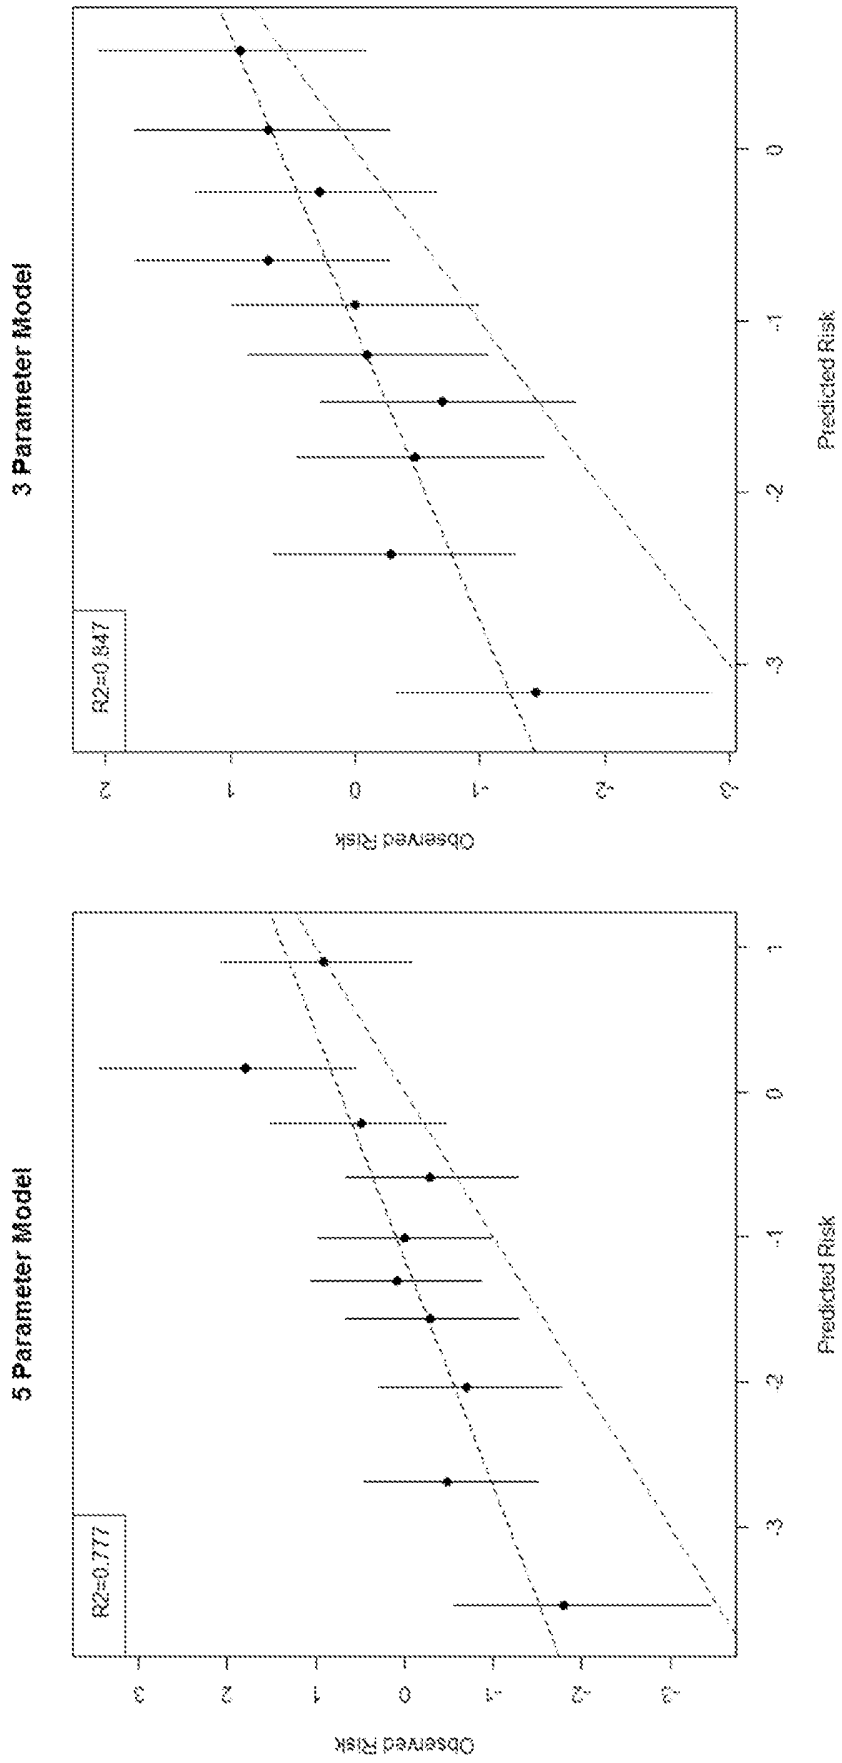 5 Parameter Model
R2=0.777
Observed Risk
3
2
1
0
-1
-2
-3
-3
-2
-1
0
1
Predicted Risk
3 Parameter Model
R2=0.847
Observed Risk
2
1
0
-1
-2
-3
-3
-2
-1
0
Predicted Risk